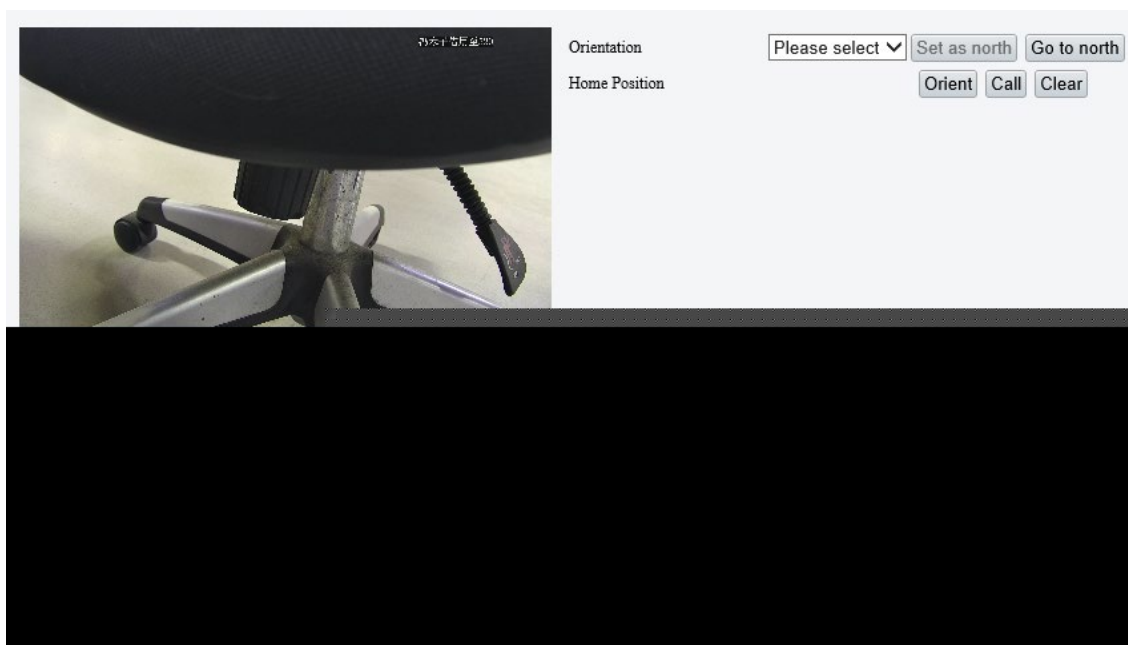 Orientation
Please select Set as north Go to north
Home Position
Orient Call Clear